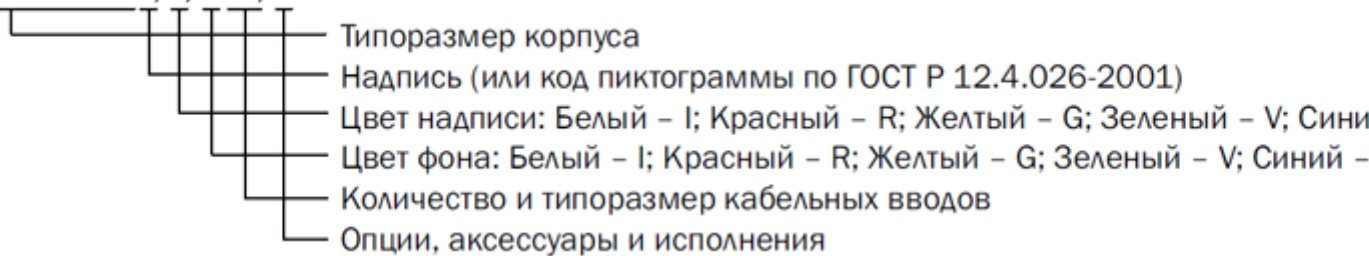 Типоразмер корпуса
Надпись (или код пиктограммы по ГОСТ Р 12.4.026-2001)
Цвет надписи: Белый – I; Красный – R; Желтый – G; Зеленый – V; Сини
Цвет фона: Белый – I; Красный – R; Желтый – G; Зеленый – V; Синий –
Количество и типоразмер кабельных вводов
Опции, аксессуары и исполнения